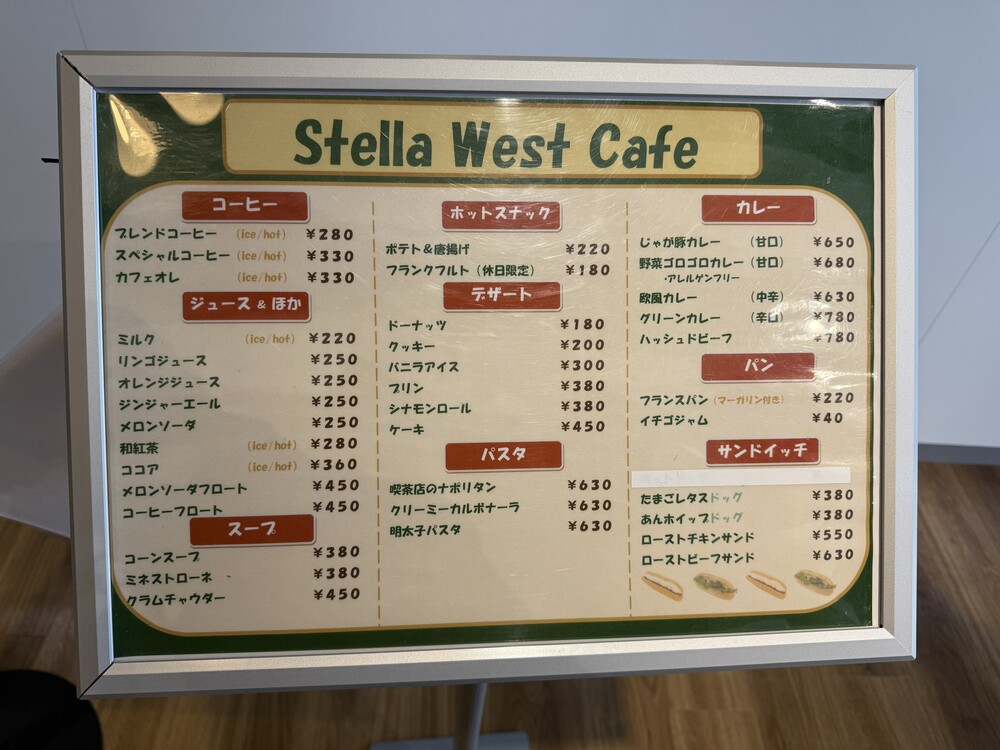 Stella West Cafe
コーヒー
ブレンドコーヒー (ice/hot) ¥280
スペシャルコーヒー (ice/hot) ¥330
カフェオレ (ice/hot) ¥330
ジュース & ほか
ミルク (ice/hot) ¥220
リンゴジュース ¥250
オレンジジュース ¥250
ジンジャーエール ¥250
メロンソーダ ¥250
和紅茶 (ice/hot) ¥280
ココア (ice/hot) ¥360
メロンソーダフロート ¥450
コーヒーフロート ¥450
スープ
コーンスープ ¥380
ミネストローネ ¥380
クラムチャウダー ¥450
ホットスナック
ポテト&唐揚げ ¥220
フランクフルト (休日限定) ¥180
デザート
ドーナッツ ¥180
クッキー ¥200
バニラアイス ¥300
プリン ¥380
シナモンロール ¥380
ケーキ ¥450
パスタ
喫茶店のナポリタン ¥630
クリーミーカルボナーラ ¥630
明太子パスタ ¥630
カレー
じゃが豚カレー (甘口) ¥650
野菜ゴロゴロカレー (甘口) ¥680
・アレルゲンフリー
欧風カレー (中辛) ¥630
グリーンカレー (辛口) ¥780
ハッシュドビーフ ¥780
パン
フランスパン (マーガリン付き) ¥220
イチゴジャム ¥40
サンドイッチ
たまごレタスドッグ ¥380
あんホイップドッグ ¥380
ローストチキンサンド ¥550
ローストビーフサンド ¥630